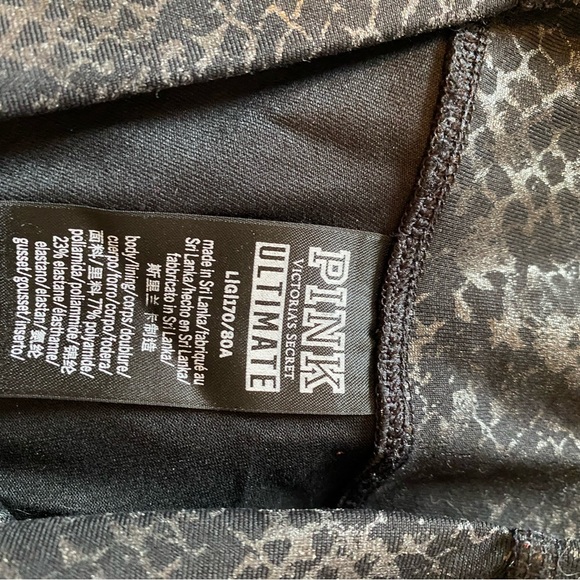 PINK
VICTORIA'S SECRET
ULTIMATE
L|G|170/80A
made in Sri Lanka/Fabriqué au
Sri Lanka/hecho en Sri Lanka/
fabbricato in Sri Lanka/
斯里兰卡制造
body/lining/corps/doublure/
cuerpo/forro/corpo/fodera/
面料/里料:77% polyamide/
poliamida/poliammide/锦纶
23% elastane/élasthanne/
elastano/elastan/氨纶
gusset/gousset/inserto/